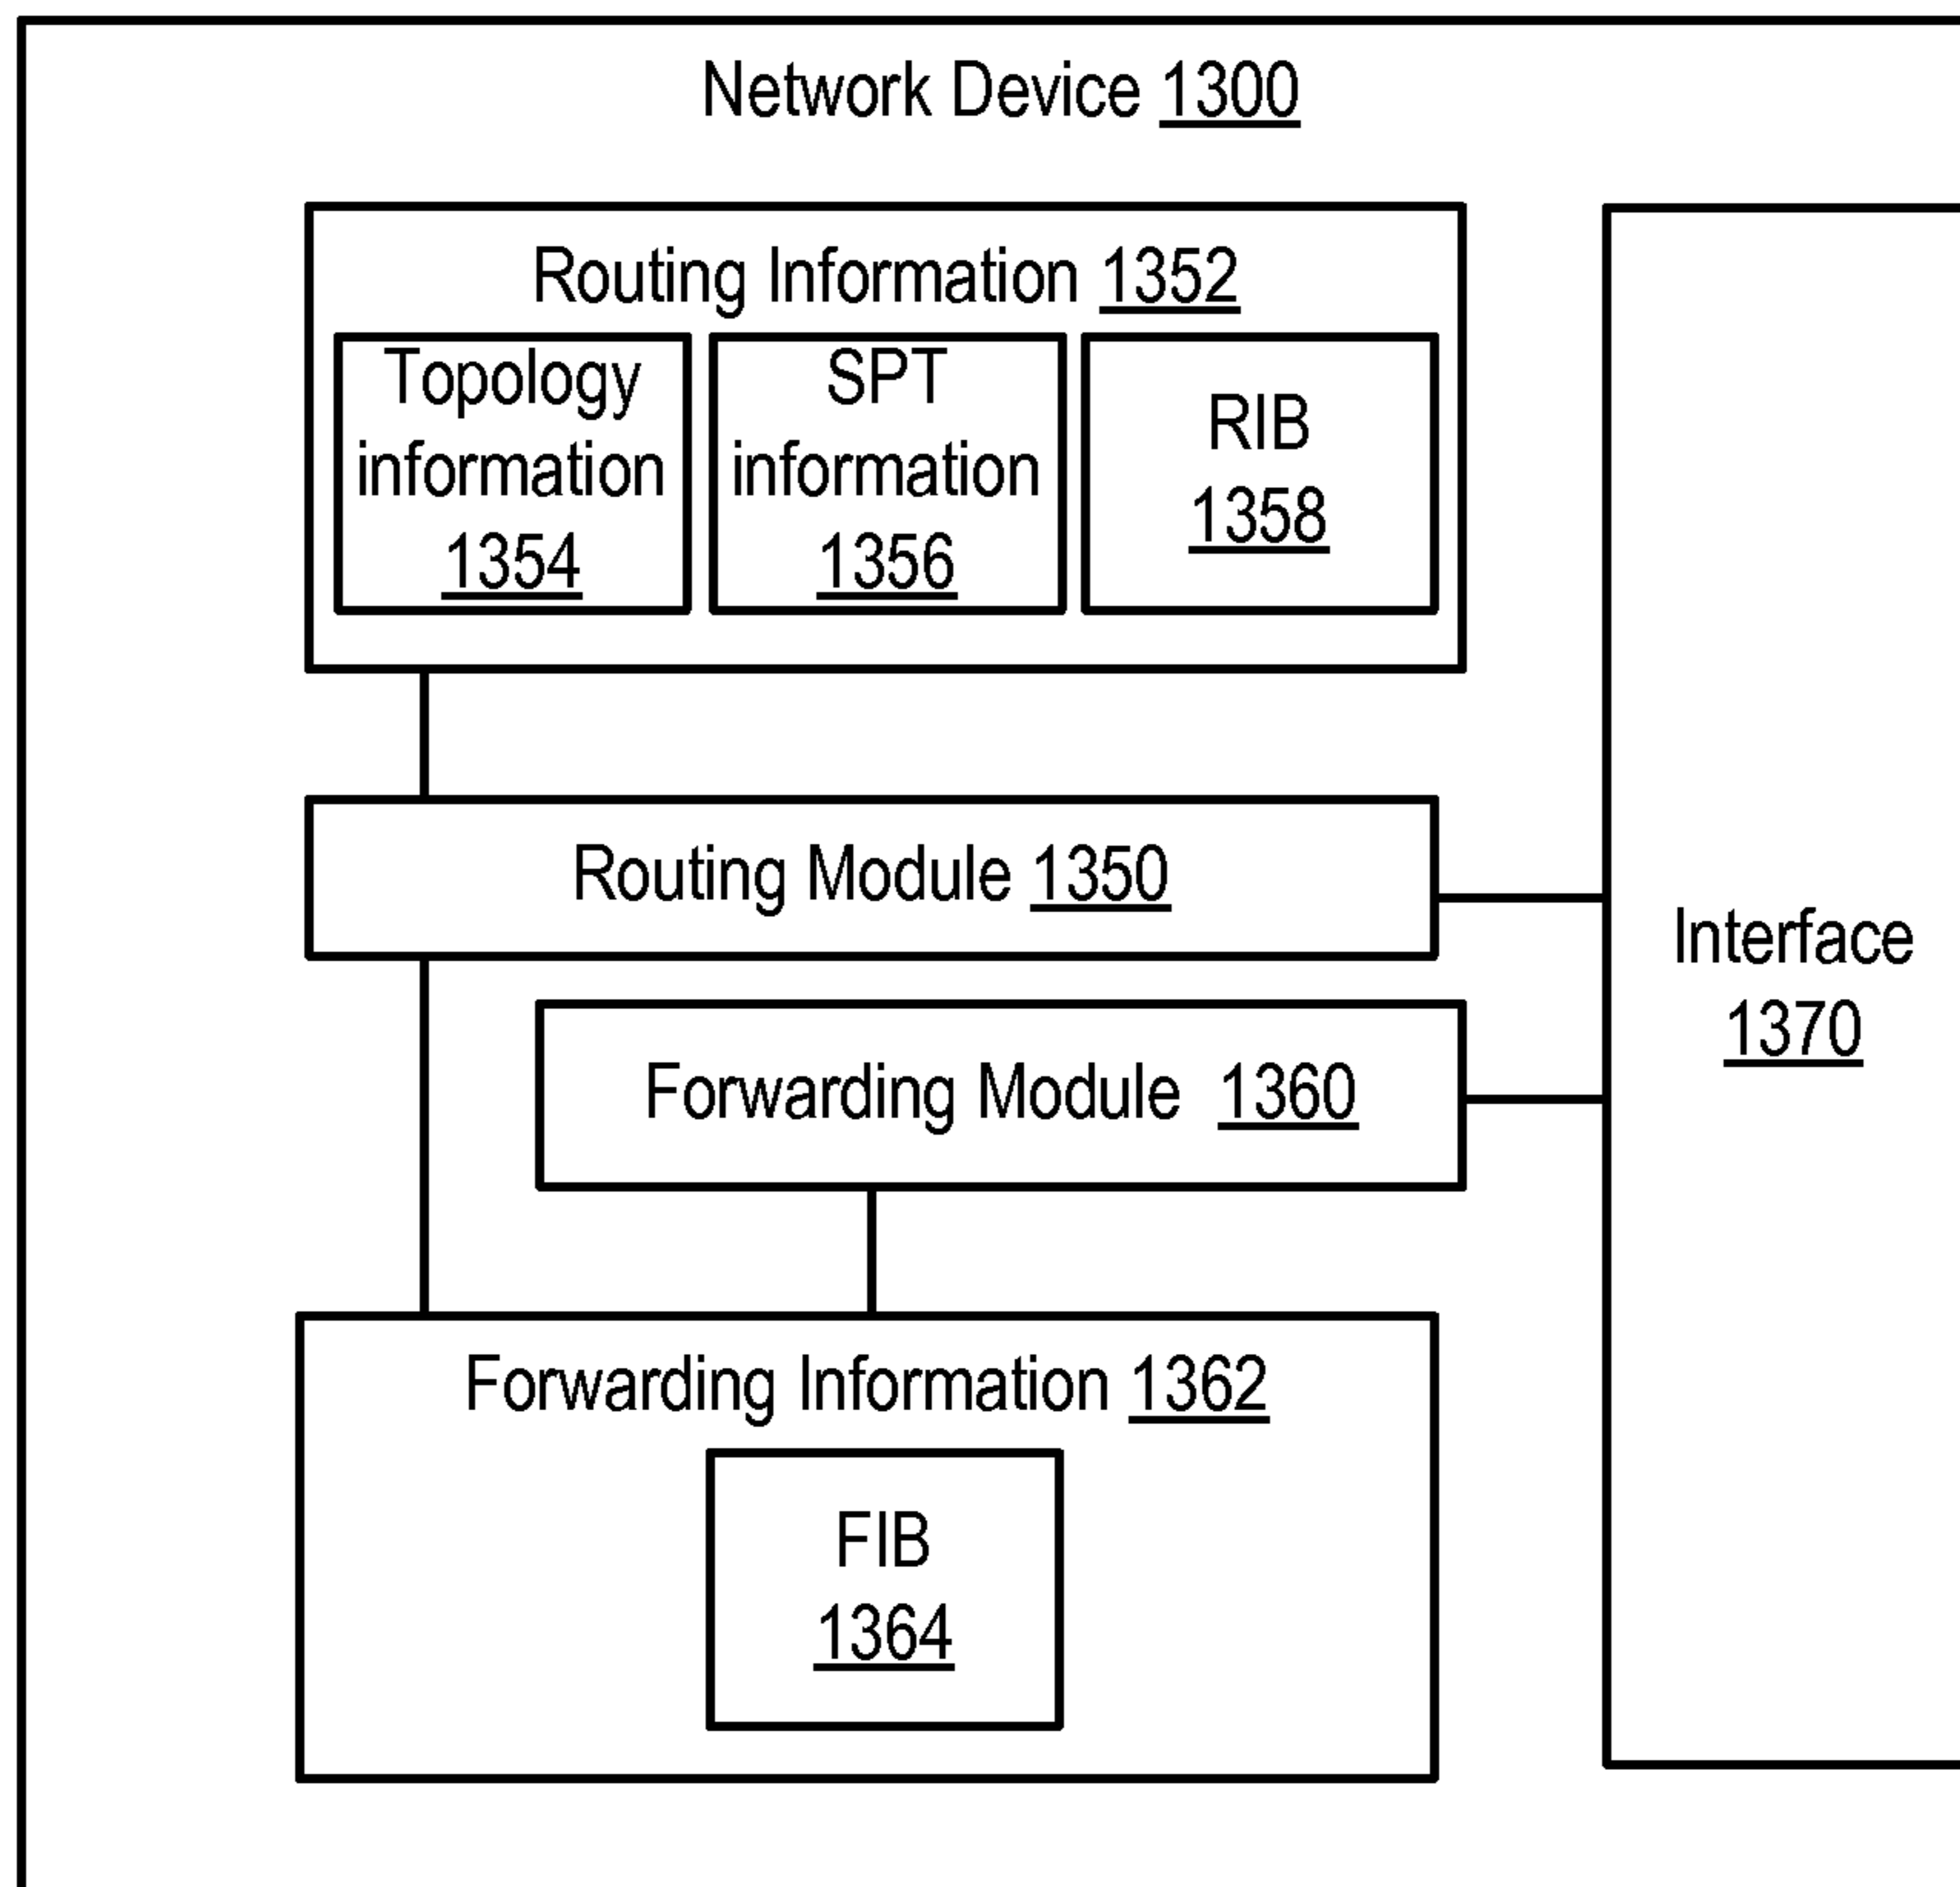 Network Device 1300
Routing Information 1352
Topology
information
1354
SPT
information
1356
RIB
1358
Routing Module 1350
Forwarding Module 1360
Interface
1370
Forwarding Information 1362
FIB
1364